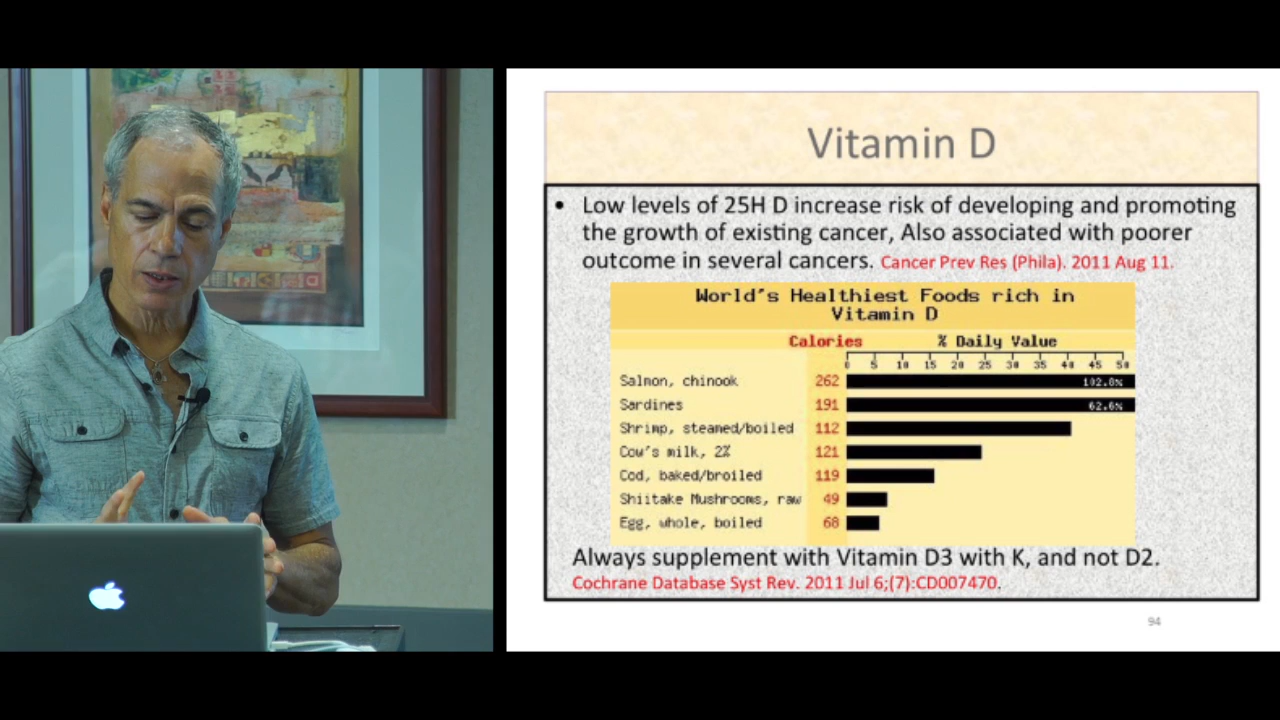 Vitamin D
• Low levels of 25H D increase risk of developing and promoting
the growth of existing cancer, Also associated with poorer
outcome in several cancers. Cancer Prev Res (Phila). 2011 Aug 11.
World's Healthiest Foods rich in
Vitamin D
Calories % Daily Value
0 5 10 15 20 25 30 35 40 45 50
Salmon, chinook 262 102.8%
Sardines 191 62.6%
Shrimp, steamed/boiled 112
Cow's milk, 2% 121
Cod, baked/broiled 119
Shiitake Mushrooms, raw 49
Egg, whole, boiled 68
Always supplement with Vitamin D3 with K, and not D2.
Cochrane Database Syst Rev. 2011 Jul 6;(7):CD007470.
94